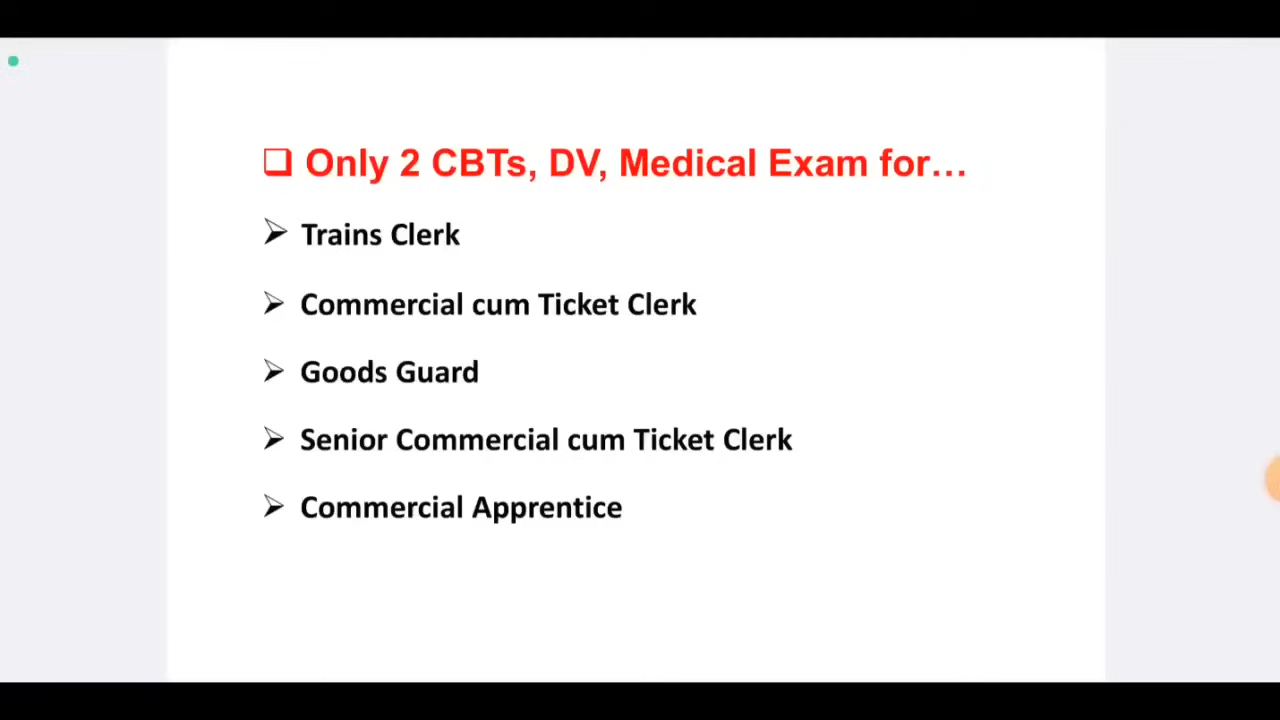 Only 2 CBTs, DV, Medical Exam for...
Trains Clerk
Commercial cum Ticket Clerk
Goods Guard
Senior Commercial cum Ticket Clerk
Commercial Apprentice